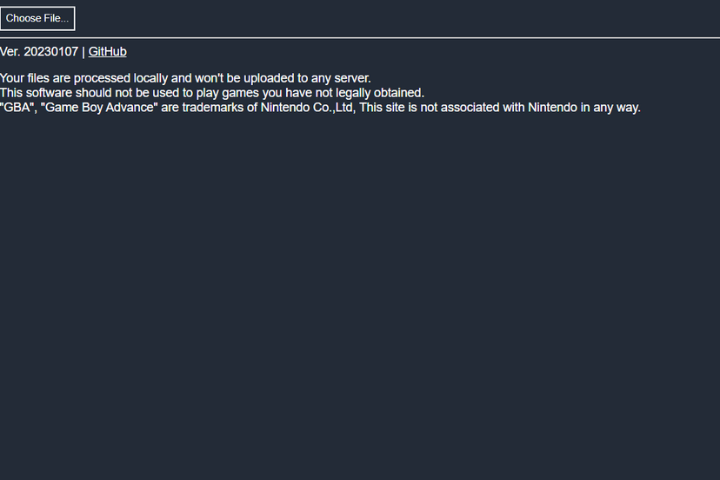 Choose File...
Ver. 20230107 | GitHub
Your files are processed locally and won't be uploaded to any server.
This software should not be used to play games you have not legally obtained.
"GBA", "Game Boy Advance" are trademarks of Nintendo Co.,Ltd, This site is not associated with Nintendo in any way.